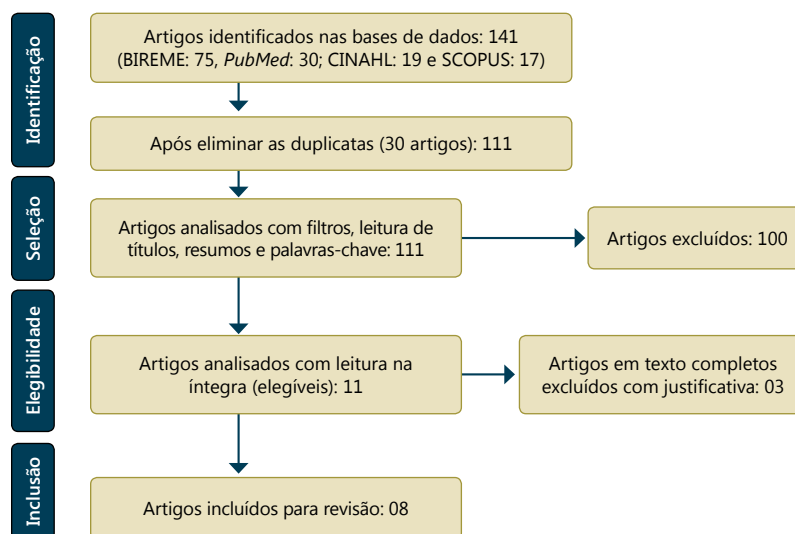 Identificação
Artigos identificados nas bases de dados: 141
(BIREME: 75, PubMed: 30; CINAHL: 19 e SCOPUS: 17)
Após eliminar as duplicatas (30 artigos): 111
Seleção
Artigos analisados com filtros, leitura de
títulos, resumos e palavras-chave: 111
Artigos excluídos: 100
Elegibilidade
Artigos analisados com leitura na
íntegra (elegíveis): 11
Artigos em texto completos
excluídos com justificativa: 03
Inclusão
Artigos incluídos para revisão: 08